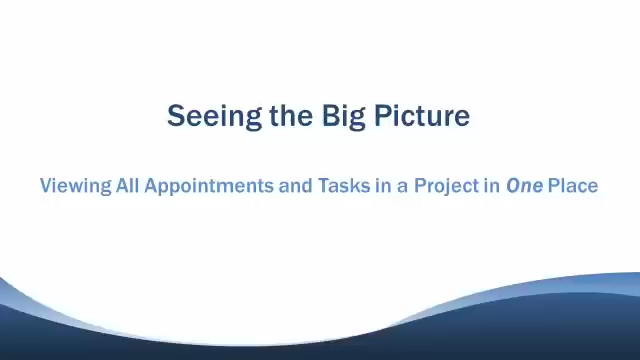 Seeing the Big Picture
Viewing All Appointments and Tasks in a Project in One Place